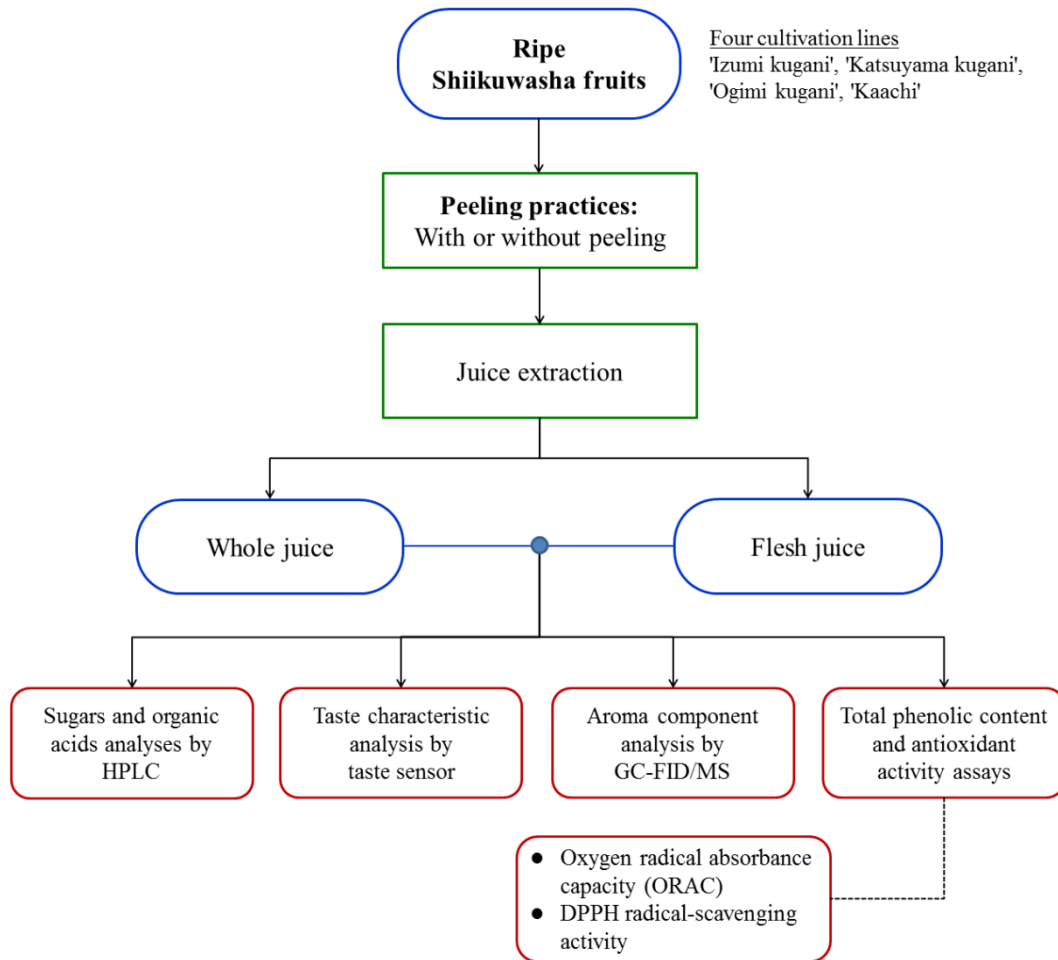 Ripe
Shiikuwasha fruits
Four cultivation lines
'Izumi kugani', 'Katsuyama kugani',
'Ogimi kugani', 'Kaachi'
Peeling practices:
With or without peeling
Juice extraction
Whole juice
Flesh juice
Sugars and organic
acids analyses by
HPLC
Taste characteristic
analysis by
taste sensor
Aroma component
analysis by
GC-FID/MS
Total phenolic content
and antioxidant
activity assays
● Oxygen radical absorbance
capacity (ORAC)
● DPPH radical-scavenging
activity